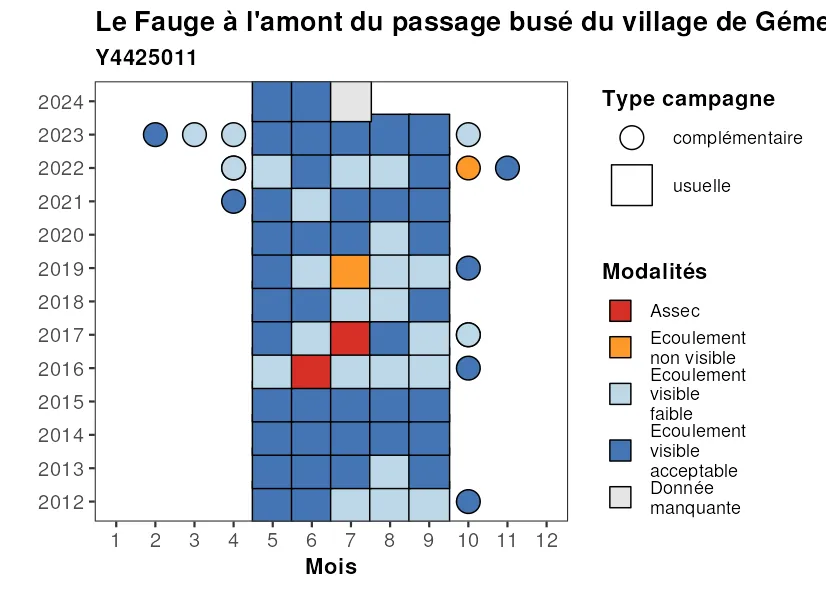 Le Fauge à l'amont du passage busé du village de Géme
Y4425011
2024
2023
2022
2021
2020
2019
2018
2017
2016
2015
2014
2013
2012
1 2 3 4 5 6 7 8 9 10 11 12
Mois
Type campagne
complémentaire
usuelle
Modalités
Assec
Ecoulement
non visible
Ecoulement
visible
faible
Ecoulement
visible
acceptable
Donnée
manquante